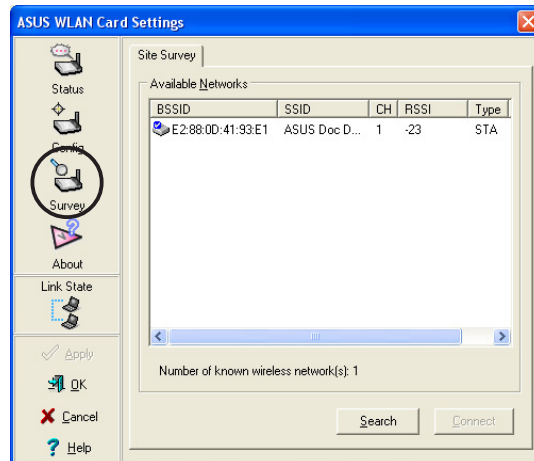 ASUS WLAN Card Settings
Status
Config
Survey
About
Link State
Apply
OK
Cancel
Help
Site Survey
Available Networks
BSSID SSID CH RSSI Type
E2:88:0D:41:93:E1 ASUS Doc D... 1 -23 STA
Number of known wireless network(s): 1
Search Connect